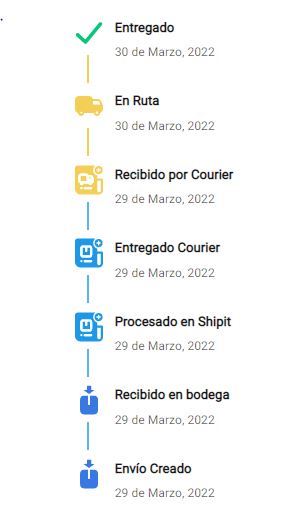 Entregado
30 de Marzo, 2022
En Ruta
30 de Marzo, 2022
Recibido por Courier
29 de Marzo, 2022
Entregado Courier
29 de Marzo, 2022
Procesado en Shipit
29 de Marzo, 2022
Recibido en bodega
29 de Marzo, 2022
Envío Creado
29 de Marzo, 2022